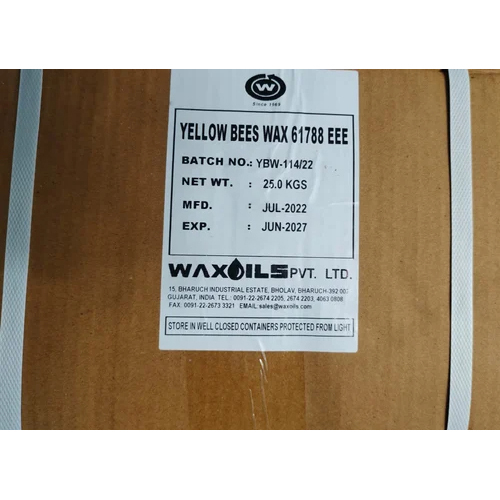 W
Since 1965
YELLOW BEES WAX 61788 EEE
BATCH NO.: YBW-114/22
NET WT. : 25.0 KGS
MFD. : JUL-2022
EXP. : JUN-2027
WAXOILS PVT. LTD.
15, BHARUCH INDUSTRIAL ESTATE, BHOLAV, BHARUCH-392 002
GUJARAT, INDIA TEL.: 0091-22-2674 2205, 2674 2203, 4063 0808
FAX: 0091-22-2673 3321 EMAIL:sales@waxoils.com
STORE IN WELL CLOSED CONTAINERS PROTECTED FROM LIGHT